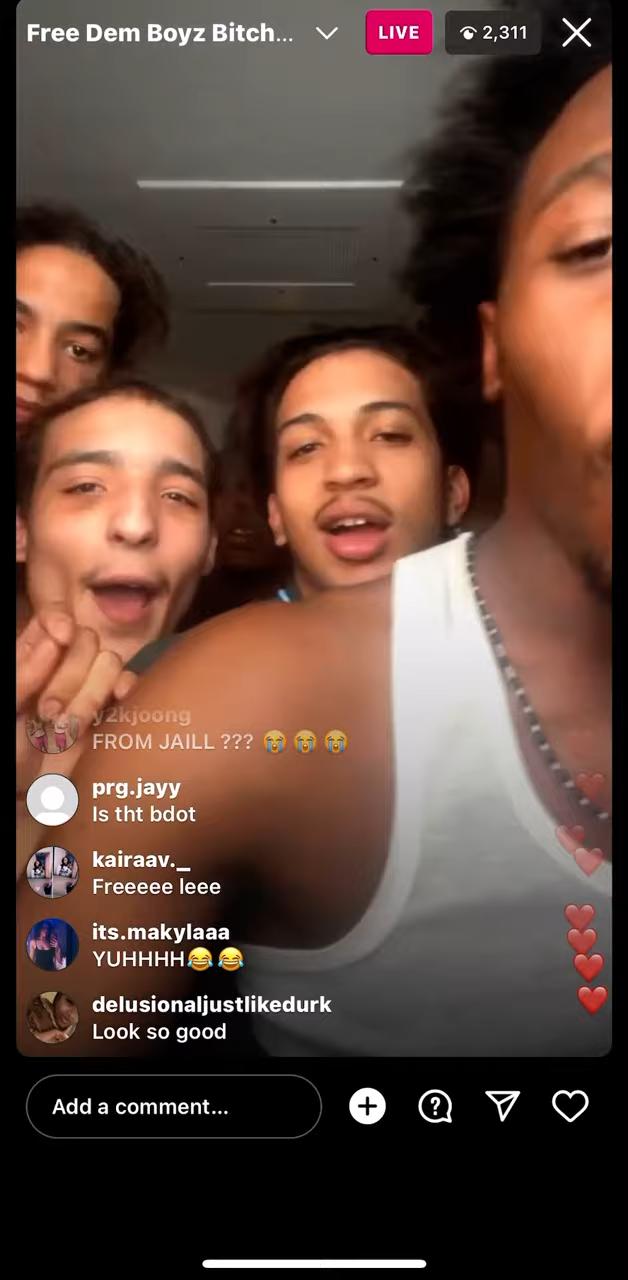 Free Dem Boyz Bitch...
LIVE
2,311
y2kjoong
FROM JAILL ??? 😭 😭 😭
prg.jayy
Is tht bdot
kairaav._
Freeeee leee
its.makylaaa
YUHHHH😂 😂
delusionaljustlikedurk
Look so good
Add a comment...